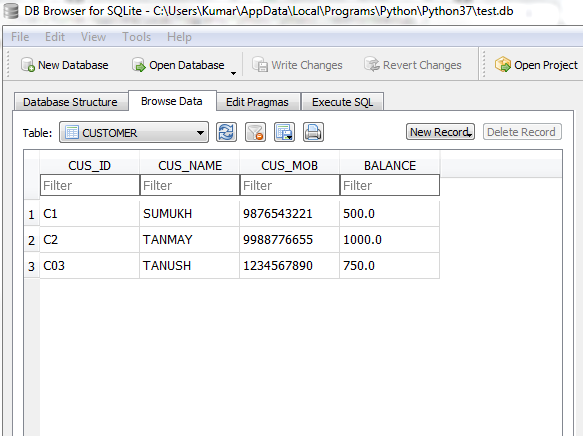 DB Browser for SQLite - C:\Users\Kumar\AppData\Local\Programs\Python\Python37\test.db
File Edit View Tools Help
New Database Open Database Write Changes Revert Changes Open Project
Database Structure Browse Data Edit Pragmas Execute SQL
Table: CUSTOMER New Record Delete Record
CUS_ID CUS_NAME CUS_MOB BALANCE
Filter Filter Filter Filter
1 C1 SUMUKH 9876543221 500.0
2 C2 TANMAY 9988776655 1000.0
3 C03 TANUSH 1234567890 750.0